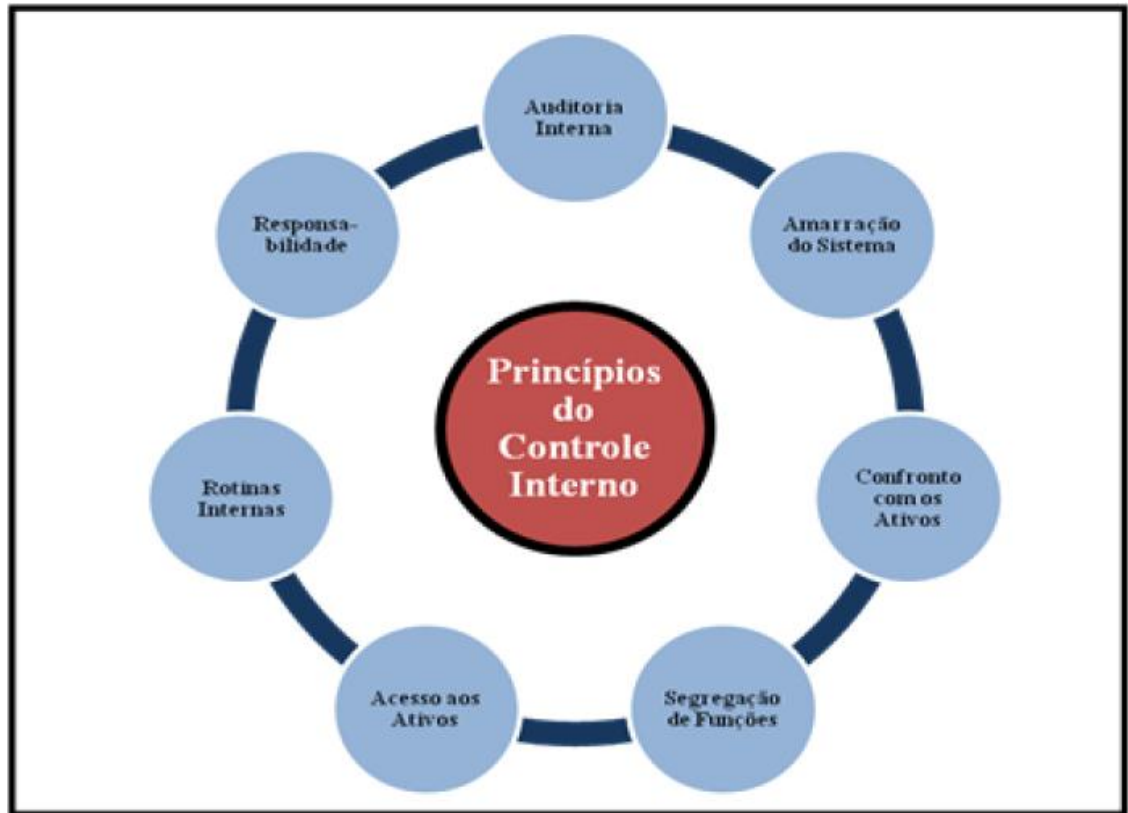 Auditoria
Interna
Responsa-
bilidade
Amarração
do Sistema
Princípios
do
Controle
Interno
Rotinas
Internas
Confronto
com os
Ativos
Acesso aos
Ativos
Segregação
de Funções